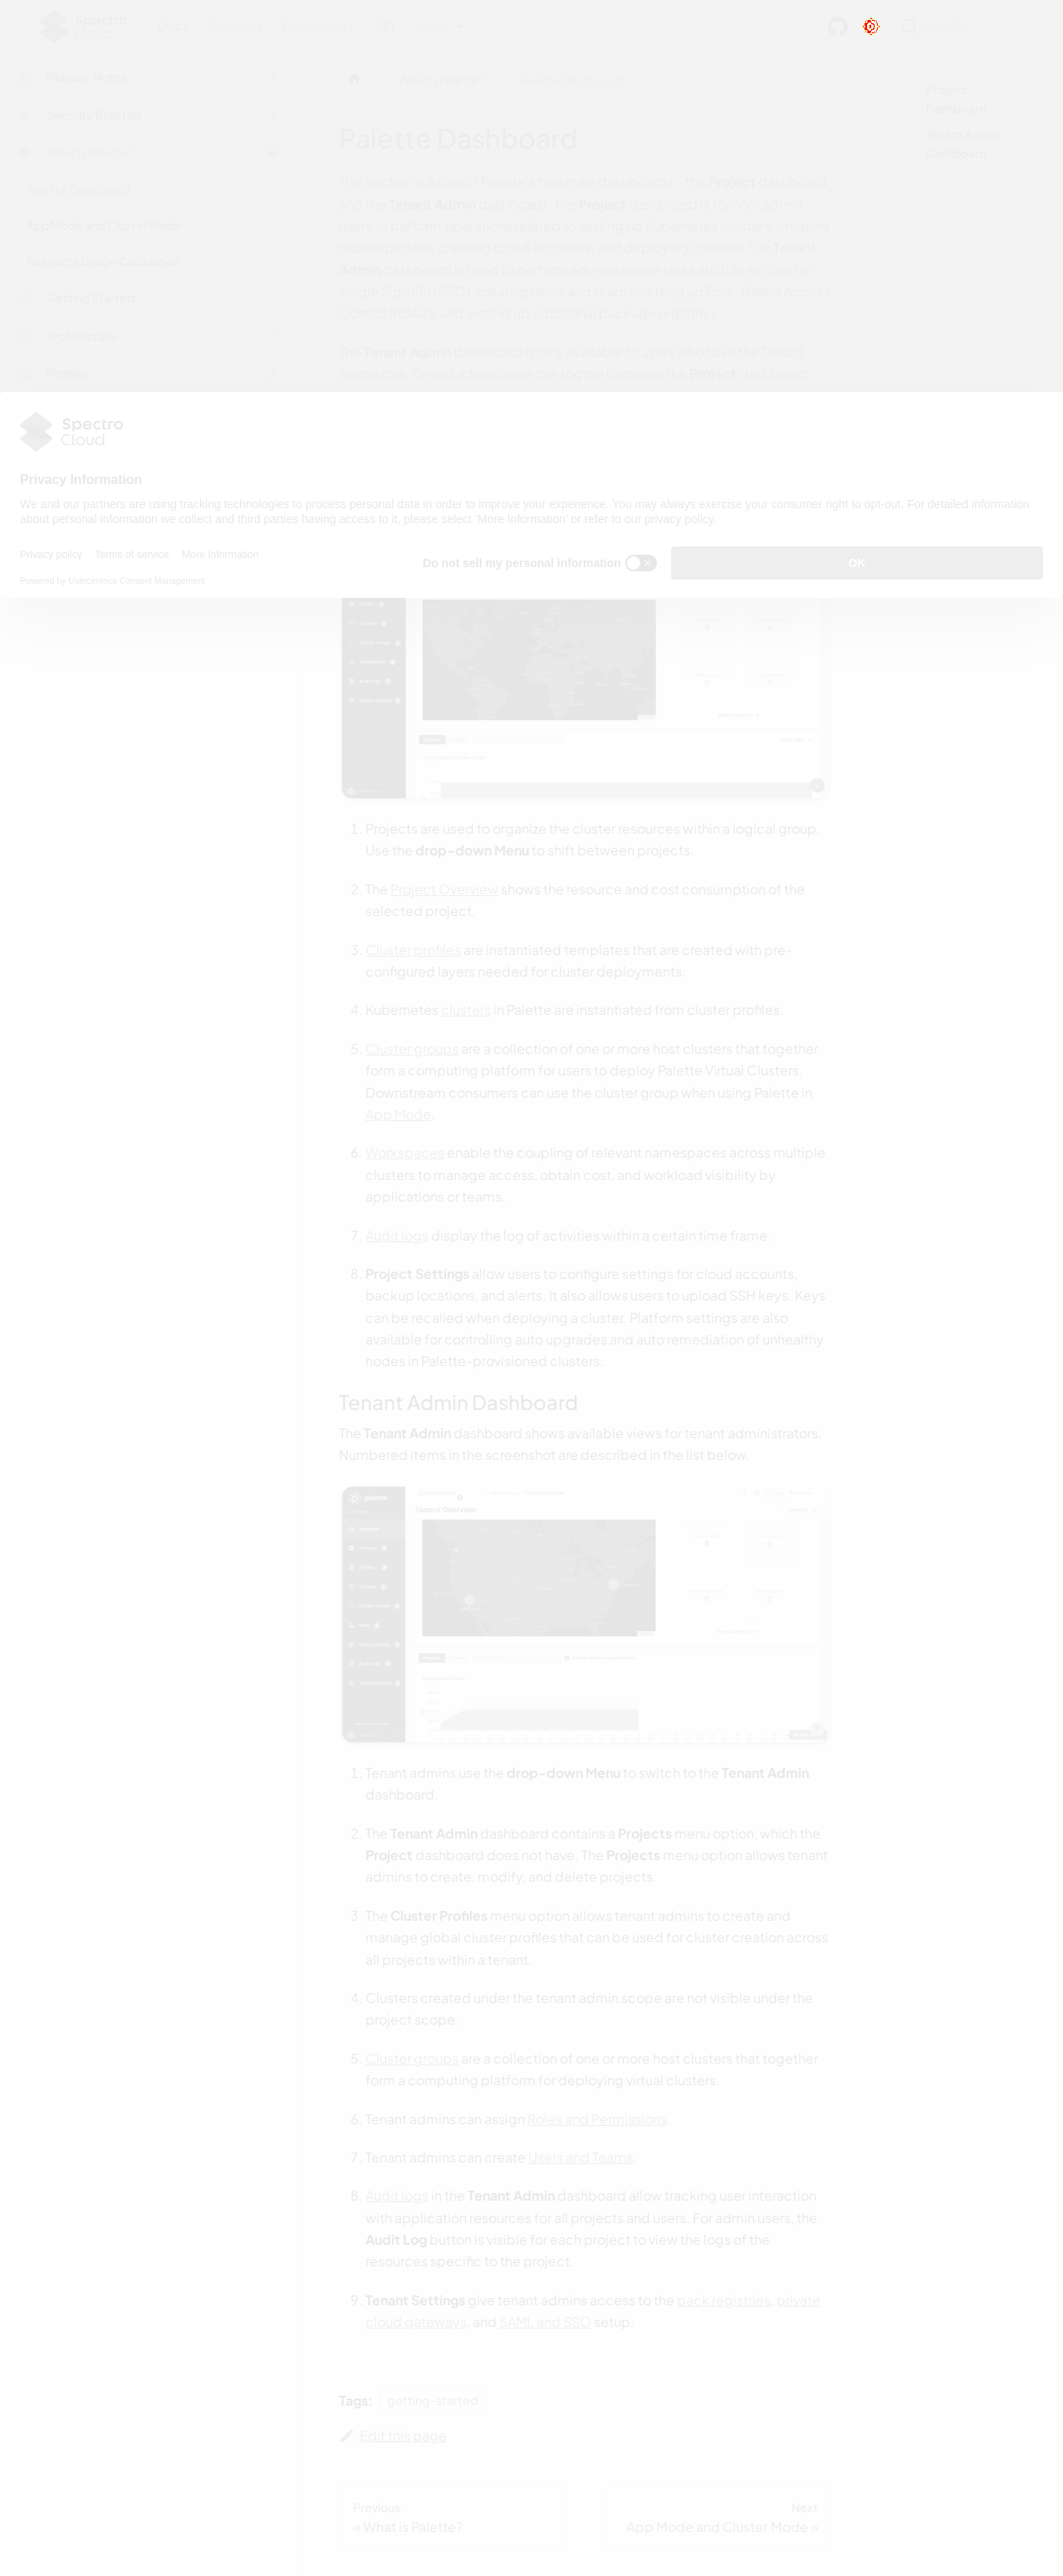 Spectro
Cloud
Docs Tutorials Downloads API latest
Search
Release Notes
Security Bulletins
What is Palette?
Palette Dashboard
App Mode and Cluster Mode
Resource Usage Calculation
Getting Started
Architecture
Profiles
What is Palette?
Palette Dashboard
Project
Dashboard
Tenant Admin
Dashboard
Palette Dashboard
This section is a tour of Palette's two main dashboards - the Project dashboard
and the Tenant Admin dashboard. The Project dashboard is for non-admin
users to perform operations related to setting up Kubernetes clusters, creating
cluster profiles, creating cloud accounts, and deploying clusters. The Tenant
Admin dashboard is used to perform administrative tasks such as setting up
Single Sign On (SSO), creating users and teams, setting up Role-Based Access
Control (RBAC), and setting up additional package registries.
The Tenant Admin dashboard is only available to users who have the Tenant
Admin role. Tenant admin users can toggle between the Project dashboard
Spectro
Cloud
Privacy Information
We and our partners are using tracking technologies to process personal data in order to improve your experience. You may always exercise your consumer right to opt-out. For detailed information
about personal information we collect and third parties having access to it, please select 'More Information' or refer to our privacy policy.
Privacy policy Terms of service More Information
Powered by Usercentrics Consent Management
Do not sell my personal information
OK
1. Projects are used to organize the cluster resources within a logical group.
Use the drop-down Menu to shift between projects.
2. The Project Overview shows the resource and cost consumption of the
selected project.
3. Cluster profiles are instantiated templates that are created with pre-
configured layers needed for cluster deployments.
4. Kubernetes clusters in Palette are instantiated from cluster profiles.
5. Cluster groups are a collection of one or more host clusters that together
form a computing platform for users to deploy Palette Virtual Clusters.
Downstream consumers can use the cluster group when using Palette in
App Mode.
6. Workspaces enable the coupling of relevant namespaces across multiple
clusters to manage access, obtain cost, and workload visibility by
applications or teams.
7. Audit logs display the log of activities within a certain time frame.
8. Project Settings allow users to configure settings for cloud accounts,
backup locations, and alerts. It also allows users to upload SSH keys. Keys
can be recalled when deploying a cluster. Platform settings are also
available for controlling auto upgrades and auto remediation of unhealthy
nodes in Palette-provisioned clusters.
Tenant Admin Dashboard
The Tenant Admin dashboard shows available views for tenant administrators.
Numbered items in the screenshot are described in the list below.
palette
Tenant Overview
1. Tenant admins use the drop-down Menu to switch to the Tenant Admin
dashboard.
2. The Tenant Admin dashboard contains a Projects menu option, which the
Project dashboard does not have. The Projects menu option allows tenant
admins to create, modify, and delete projects.
3. The Cluster Profiles menu option allows tenant admins to create and
manage global cluster profiles that can be used for cluster creation across
all projects within a tenant.
4. Clusters created under the tenant admin scope are not visible under the
project scope.
5. Cluster groups are a collection of one or more host clusters that together
form a computing platform for deploying virtual clusters.
6. Tenant admins can assign Roles and Permissions.
7. Tenant admins can create Users and Teams.
8. Audit logs in the Tenant Admin dashboard allow tracking user interaction
with application resources for all projects and users. For admin users, the
Audit Log button is visible for each project to view the logs of the
resources specific to the project.
9. Tenant Settings give tenant admins access to the pack registries, private
cloud gateways, and SAML and SSO setup.
Tags: getting-started
Edit this page
Previous
« What is Palette?
Next
App Mode and Cluster Mode »